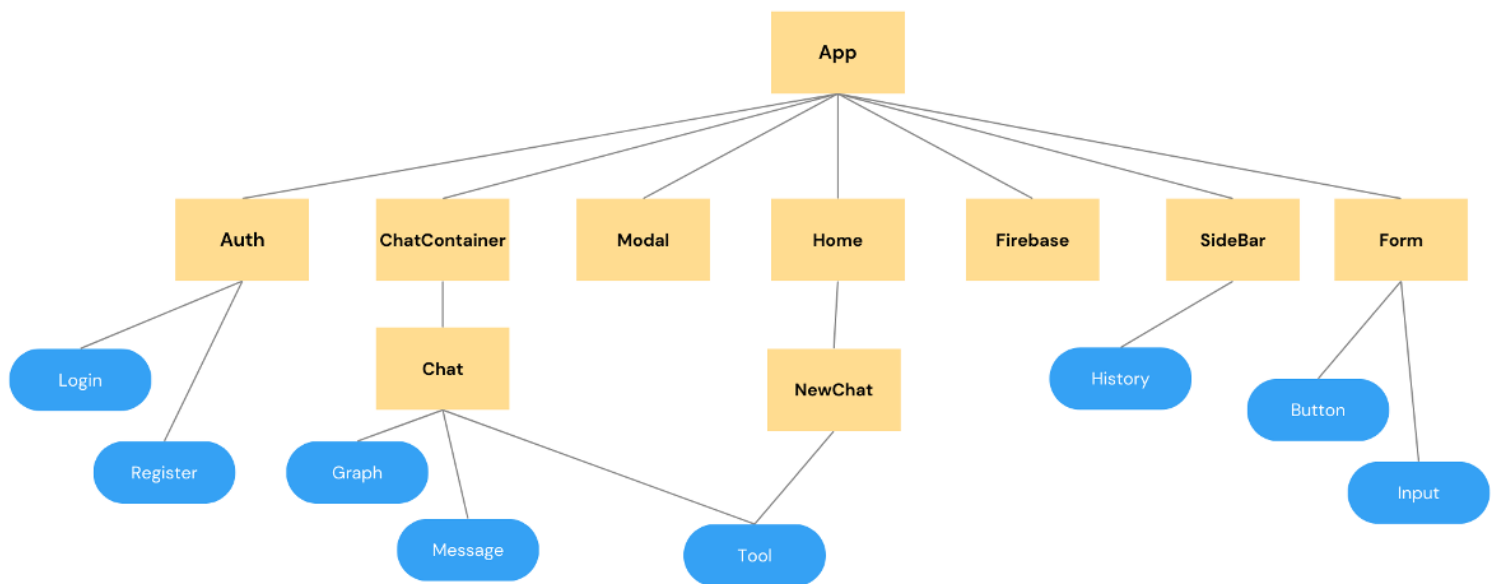 App
Auth
ChatContainer
Modal
Home
Firebase
SideBar
Form
Chat
NewChat
Login
History
Button
Register
Graph
Input
Message
Tool